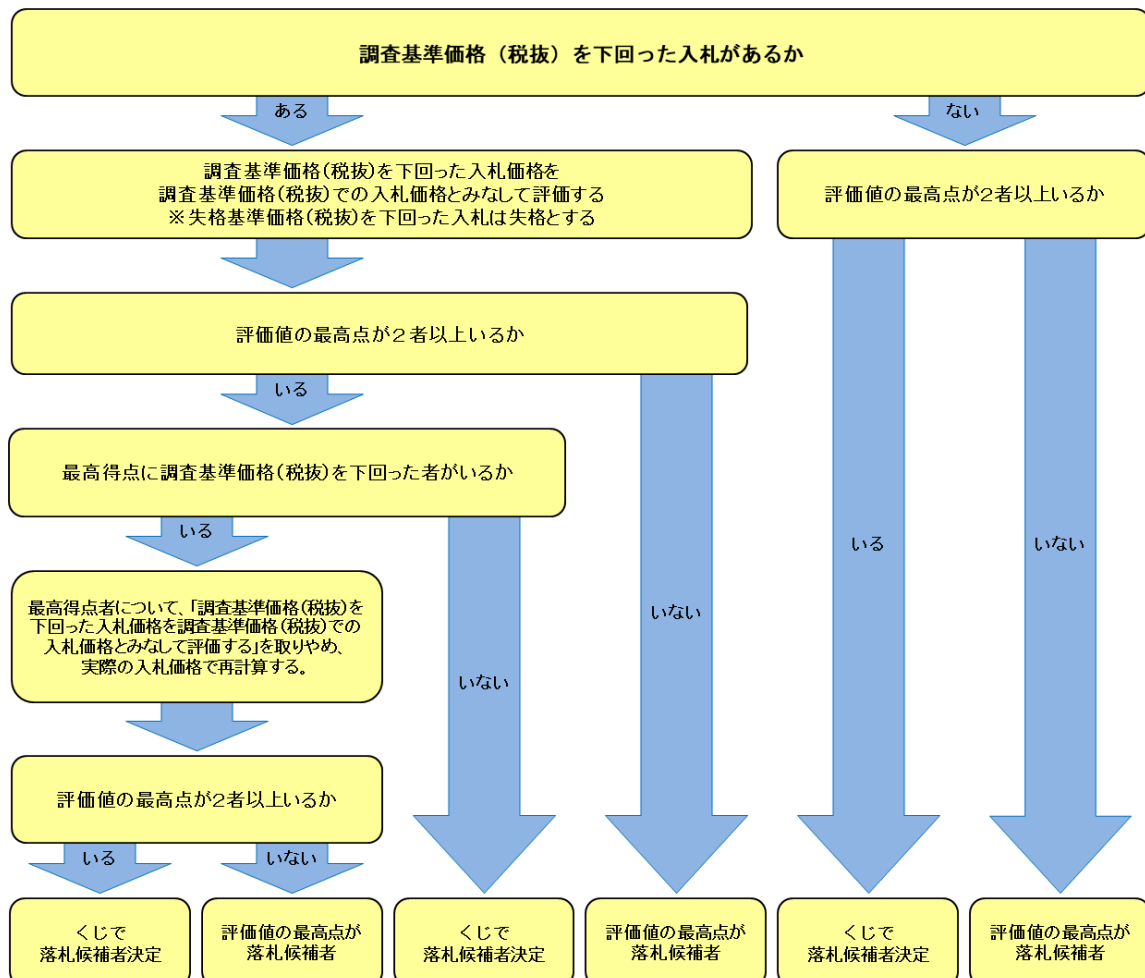 調査基準価格（税抜）を下回った入札があるか
ある
ない
調査基準価格(税抜)を下回った入札価格を
調査基準価格(税抜)での入札価格とみなして評価する
※失格基準価格(税抜)を下回った入札は失格とする
評価値の最高点が2者以上いるか
評価値の最高点が２者以上いるか
いる
最高得点に調査基準価格(税抜)を下回った者がいるか
いる
いる
いない
最高得点者について、「調査基準価格(税抜)を
下回った入札価格を調査基準価格(税抜)での
入札価格とみなして評価する」を取りやめ、
実際の入札価格で再計算する。
いない
いない
評価値の最高点が2者以上いるか
いる
いない
くじで
落札候補者決定
評価値の最高点が
落札候補者
くじで
落札候補者決定
評価値の最高点が
落札候補者
くじで
落札候補者決定
評価値の最高点が
落札候補者